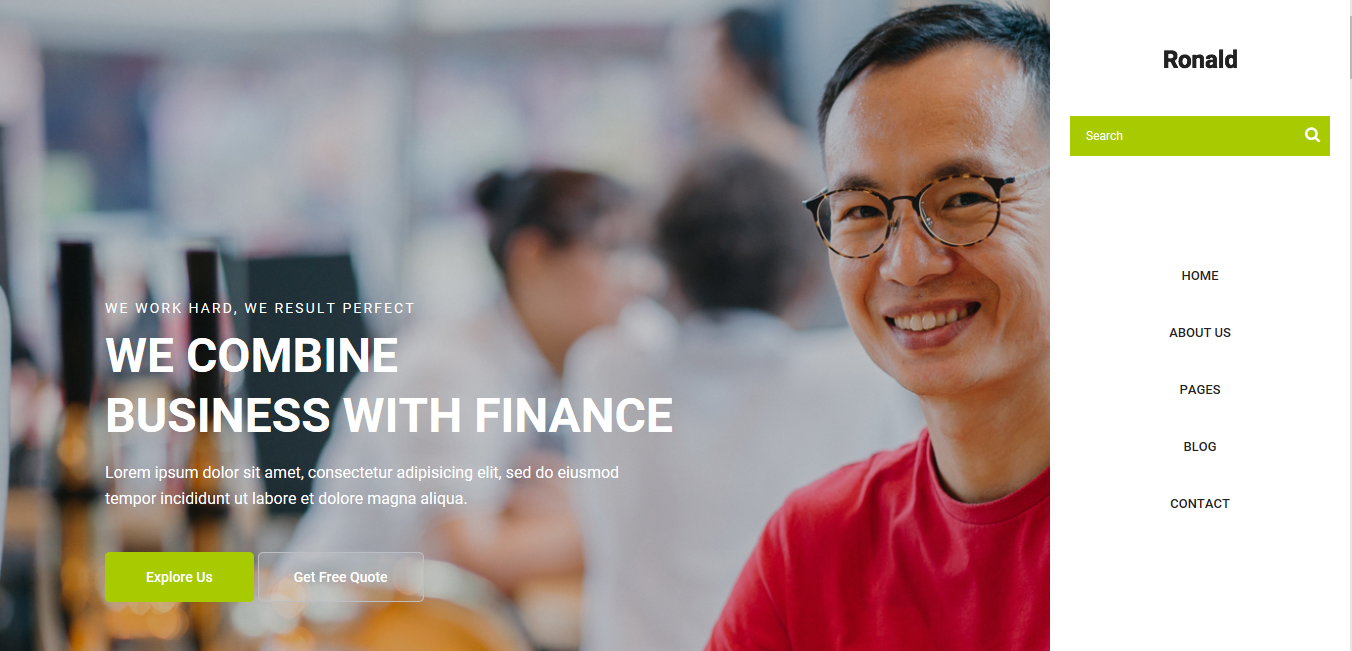 WE WORK HARD, WE RESULT PERFECT
WE COMBINE
BUSINESS WITH FINANCE
Lorem ipsum dolor sit amet, consectetur adipisicing elit, sed do eiusmod
tempor incididunt ut labore et dolore magna aliqua.
Explore Us
Get Free Quote
Ronald
Search
HOME
ABOUT US
PAGES
BLOG
CONTACT